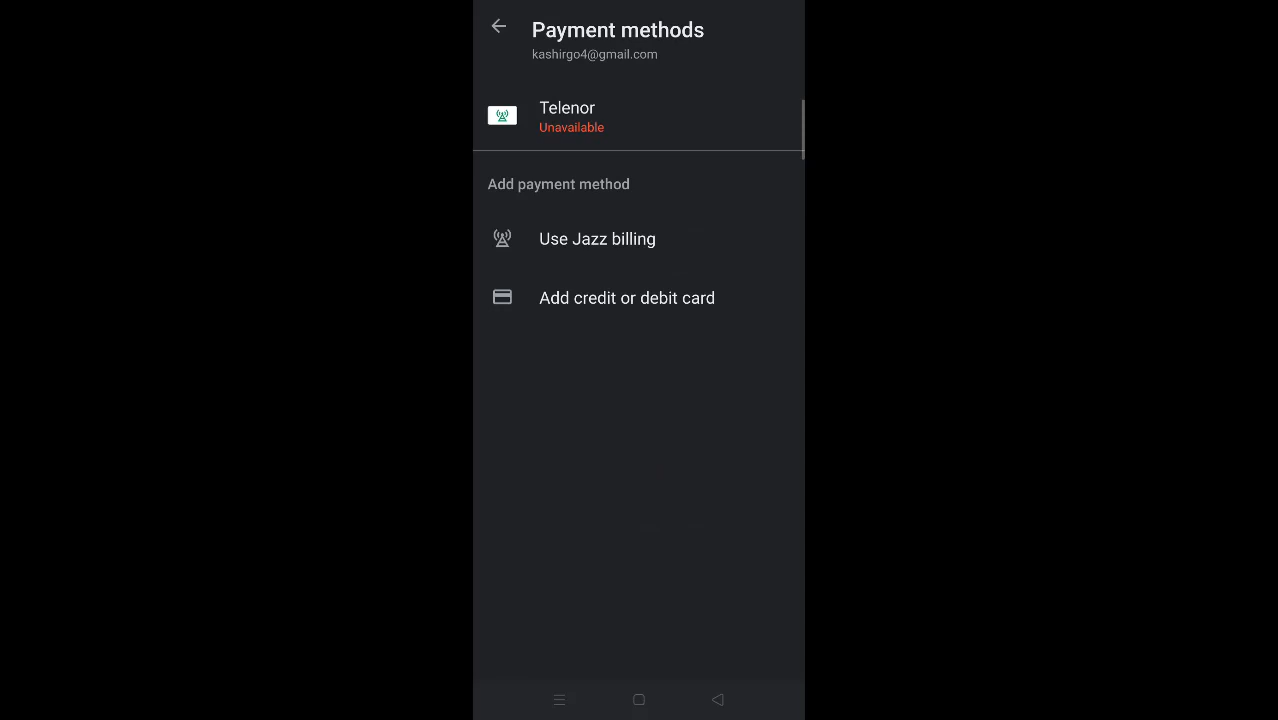 Payment methods
kashirgo4@gmail.com
Telenor
Unavailable
Add payment method
Use Jazz billing
Add credit or debit card